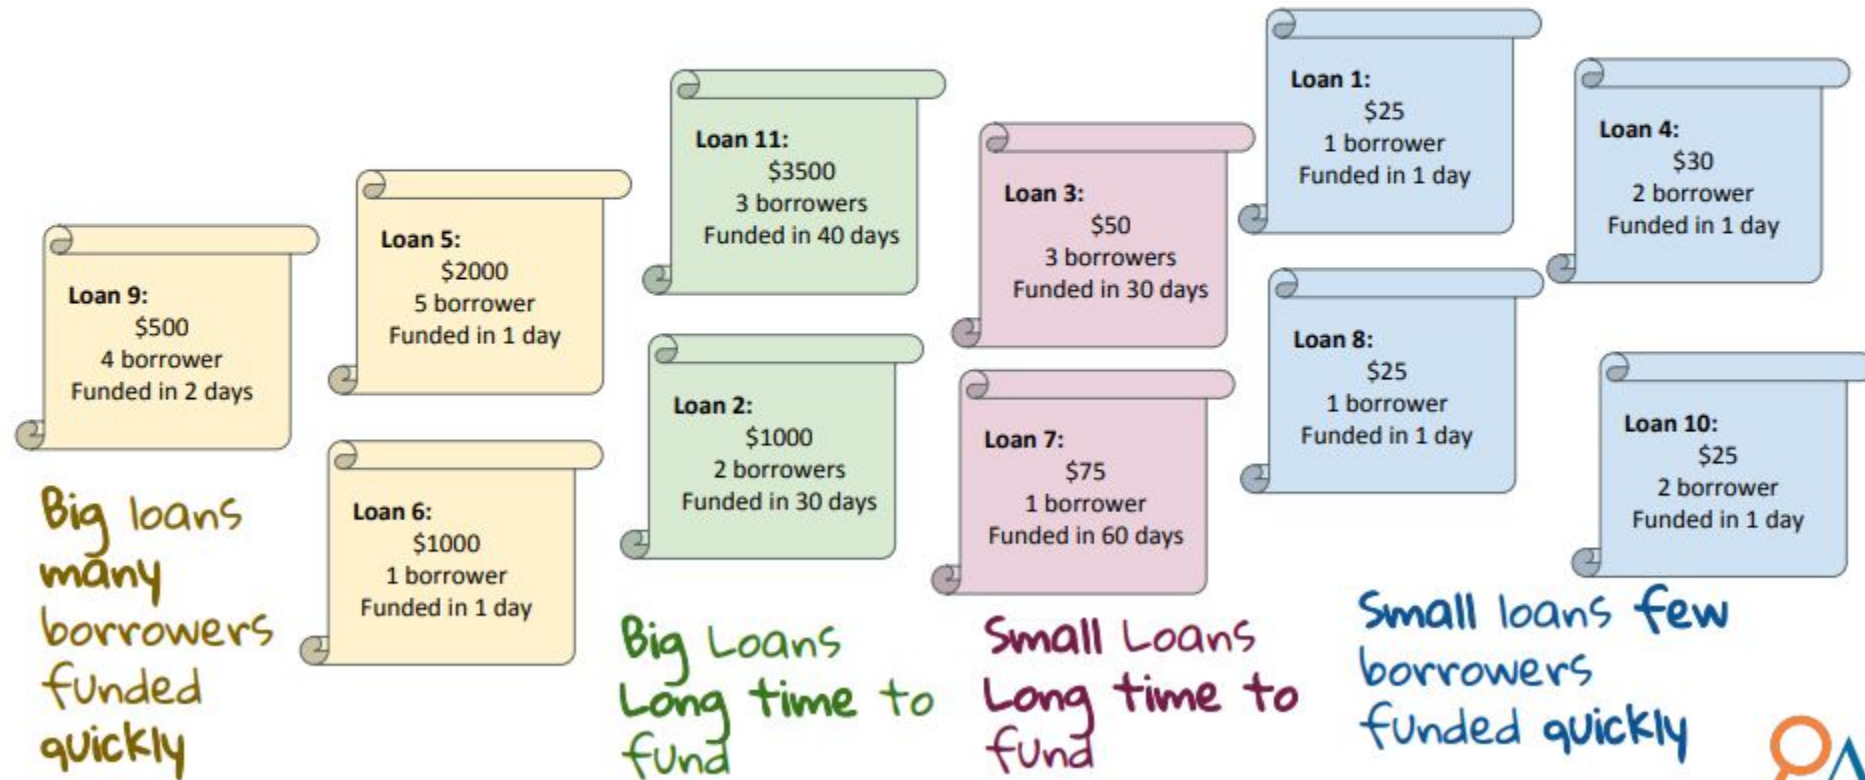 Loan 9:
$500
4 borrower
Funded in 2 days
Loan 5:
$2000
5 borrower
Funded in 1 day
Loan 6:
$1000
1 borrower
Funded in 1 day
Big loans
many
borrowers
funded
quickly
Loan 11:
$3500
3 borrowers
Funded in 40 days
Loan 2:
$1000
2 borrowers
Funded in 30 days
Big Loans
Long time to
fund
Loan 3:
$50
3 borrowers
Funded in 30 days
Loan 7:
$75
1 borrower
Funded in 60 days
Small Loans
Long time to
fund
Loan 1:
$25
1 borrower
Funded in 1 day
Loan 4:
$30
2 borrower
Funded in 1 day
Loan 8:
$25
1 borrower
Funded in 1 day
Loan 10:
$25
2 borrower
Funded in 1 day
Small loans few
borrowers
funded quickly